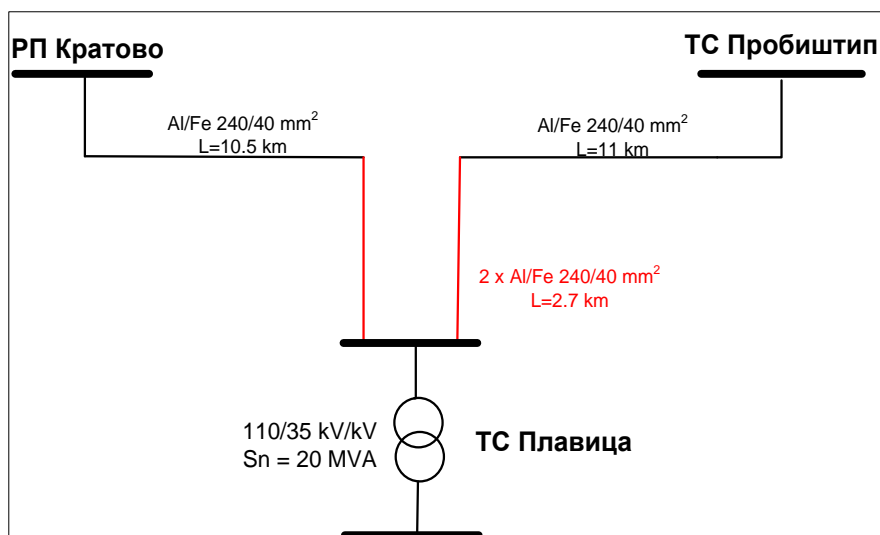 РП Кратово
ТС Пробиштип
Al/Fe 240/40 mm²
L=10.5 km
Al/Fe 240/40 mm²
L=11 km
2 x Al/Fe 240/40 mm²
L=2.7 km
110/35 kV/kV
Sn = 20 MVA
ТС Плавица